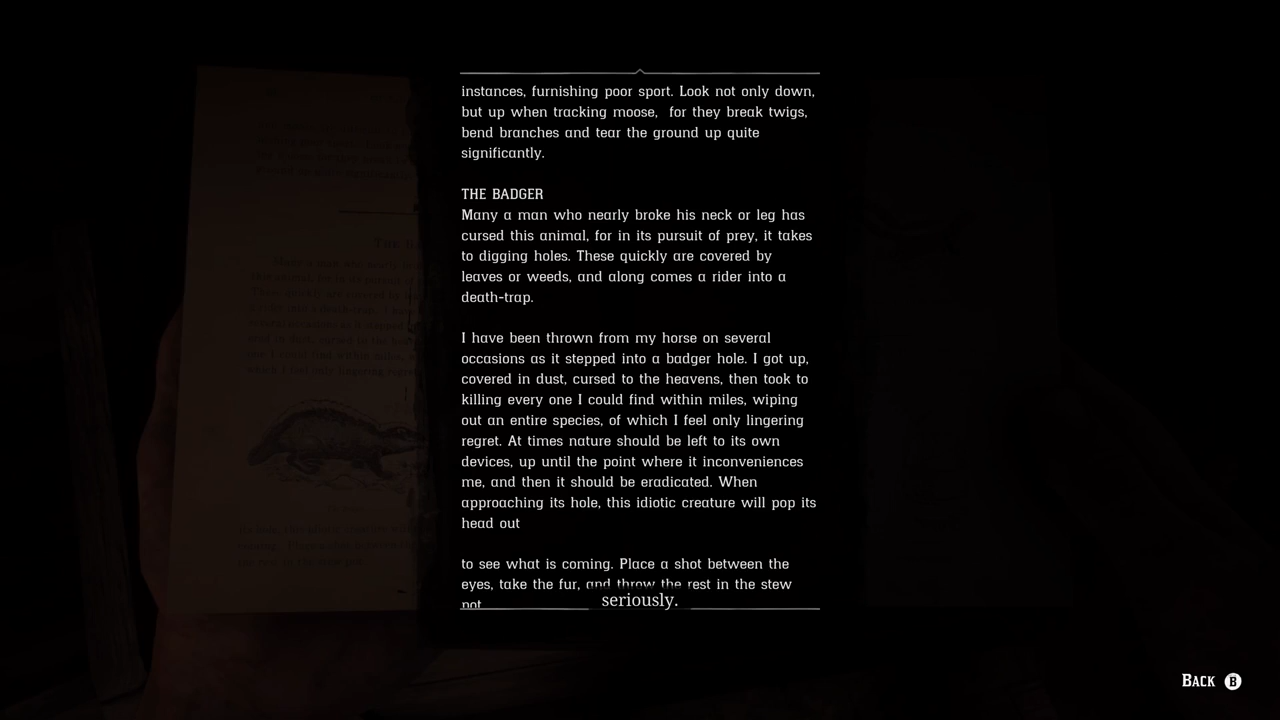 instances, furnishing poor sport. Look not only down,
but up when tracking moose,  for they break twigs,
bend branches and tear the ground up quite
significantly.
THE BADGER
Many a man who nearly broke his neck or leg has
cursed this animal, for in its pursuit of prey, it takes
to digging holes. These quickly are covered by
leaves or weeds, and along comes a rider into a
death-trap.
I have been thrown from my horse on several
occasions as it stepped into a badger hole. I got up,
covered in dust, cursed to the heavens, then took to
killing every one I could find within miles, wiping
out an entire species, of which I feel only lingering
regret. At times nature should be left to its own
devices, up until the point where it inconveniences
me, and then it should be eradicated. When
approaching its hole, this idiotic creature will pop its
head out
to see what is coming. Place a shot between the
eyes, take the fur, and throw the rest in the stew
seriously.
BACK B